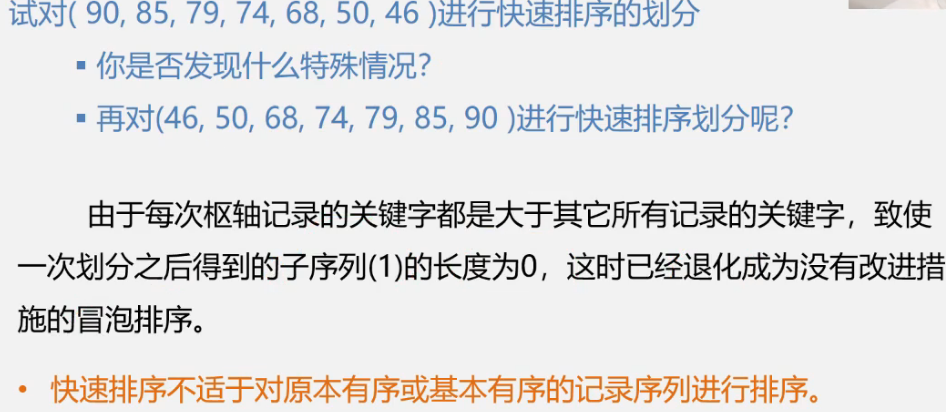 试对( 90, 85, 79, 74, 68, 50, 46 )进行快速排序的划分
▪ 你是否发现什么特殊情况?
▪ 再对(46, 50, 68, 74, 79, 85, 90 )进行快速排序划分呢?
由于每次枢轴记录的关键字都是大于其它所有记录的关键字，致使
一次划分之后得到的子序列(1)的长度为0，这时已经退化成为没有改进措
施的冒泡排序。
• 快速排序不适于对原本有序或基本有序的记录序列进行排序。